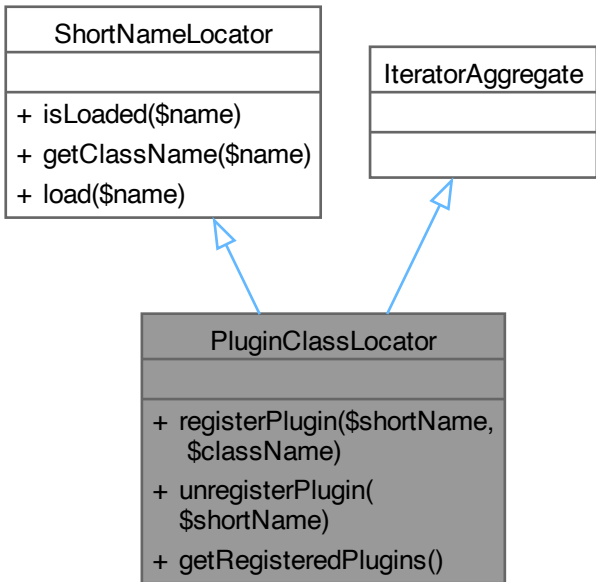 ShortNameLocator
+ isLoaded($name)
+ getClassName($name)
+ load($name)
IteratorAggregate
PluginClassLocator
+ registerPlugin($shortName,
$className)
+ unregisterPlugin(
$shortName)
+ getRegisteredPlugins()